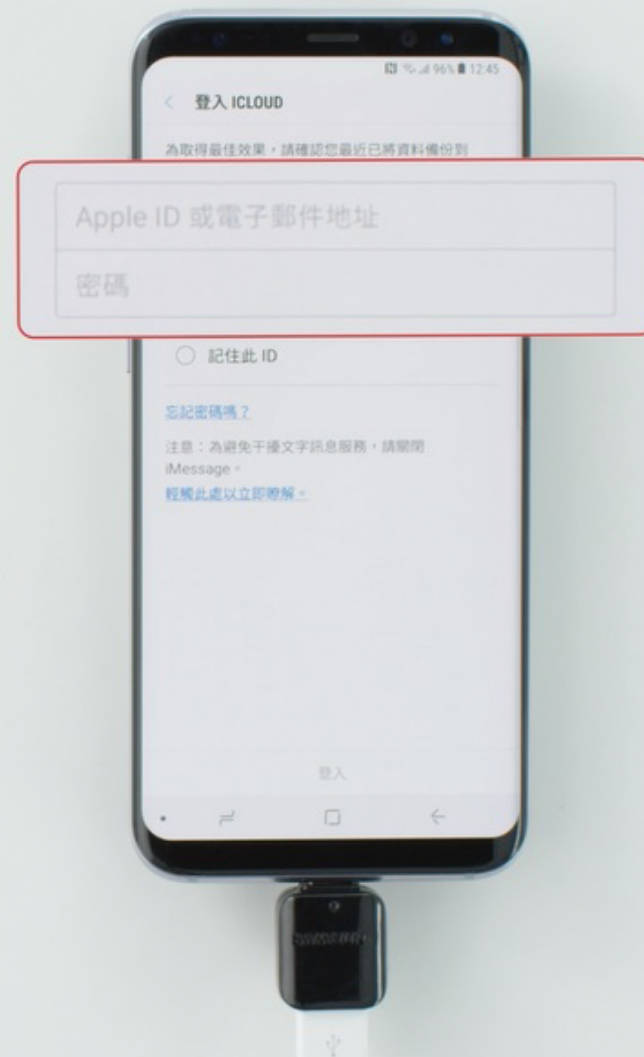 96% 12:45
登入 ICLOUD
為取得最佳效果，請確認您最近已將資料備份到
Apple ID 或電子郵件地址
密碼
記住此 ID
忘記密碼嗎？
注意：為避免干擾文字訊息服務，請關閉
iMessage。
輕觸此處以立即瞭解。
登入
SAMSUNG